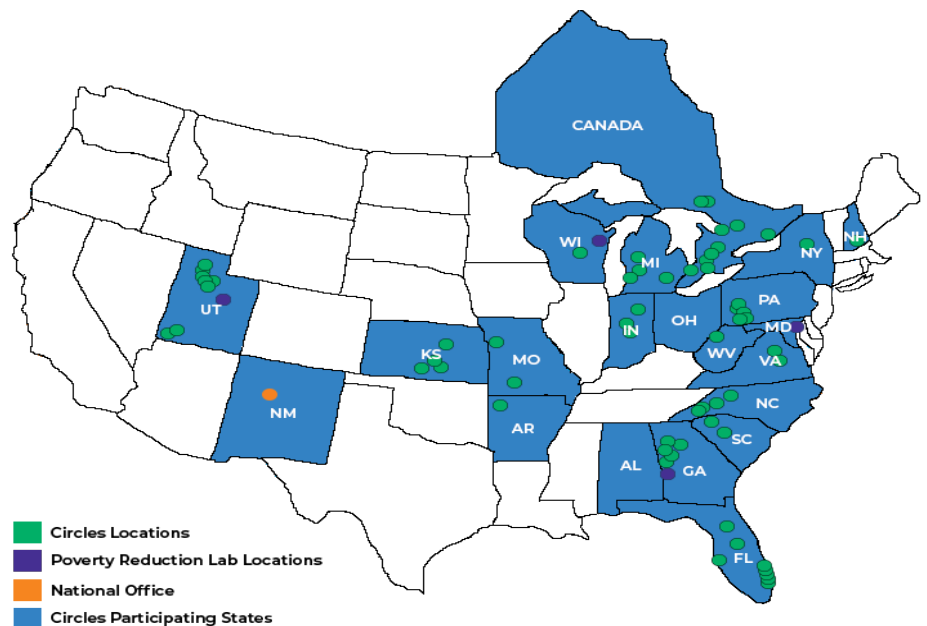 CANADA
WI
MI
NY
NH
UT
IN
OH
PA
MD
WV
VA
KS
MO
NM
AR
NC
SC
AL
GA
FL
Circles Locations
Poverty Reduction Lab Locations
National Office
Circles Participating States